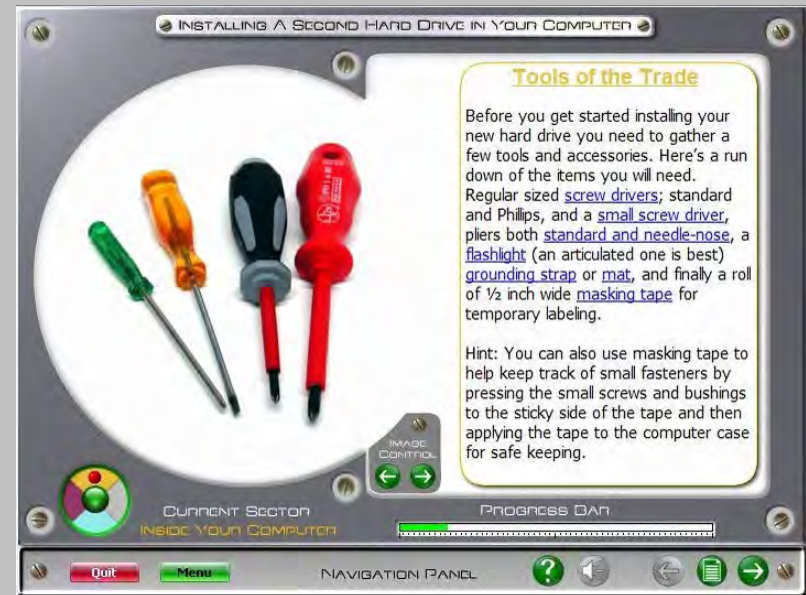 Installing A Second Hard Drive in Your Computer
Tools of the Trade
Before you get started installing your
new hard drive you need to gather a
few tools and accessories. Here's a run
down of the items you will need.
Regular sized screw drivers; standard
and Phillips, and a small screw driver,
pliers both standard and needle-nose, a
flashlight (an articulated one is best)
grounding strap or mat, and finally a roll
of ½ inch wide masking tape for
temporary labeling.
Hint: You can also use masking tape to
help keep track of small fasteners by
pressing the small screws and bushings
to the sticky side of the tape and then
applying the tape to the computer case
for safe keeping.
Image
Control
Current Sector
Inside Your Computer
Progress Bar
Quit
Menu
Navigation Panel
?